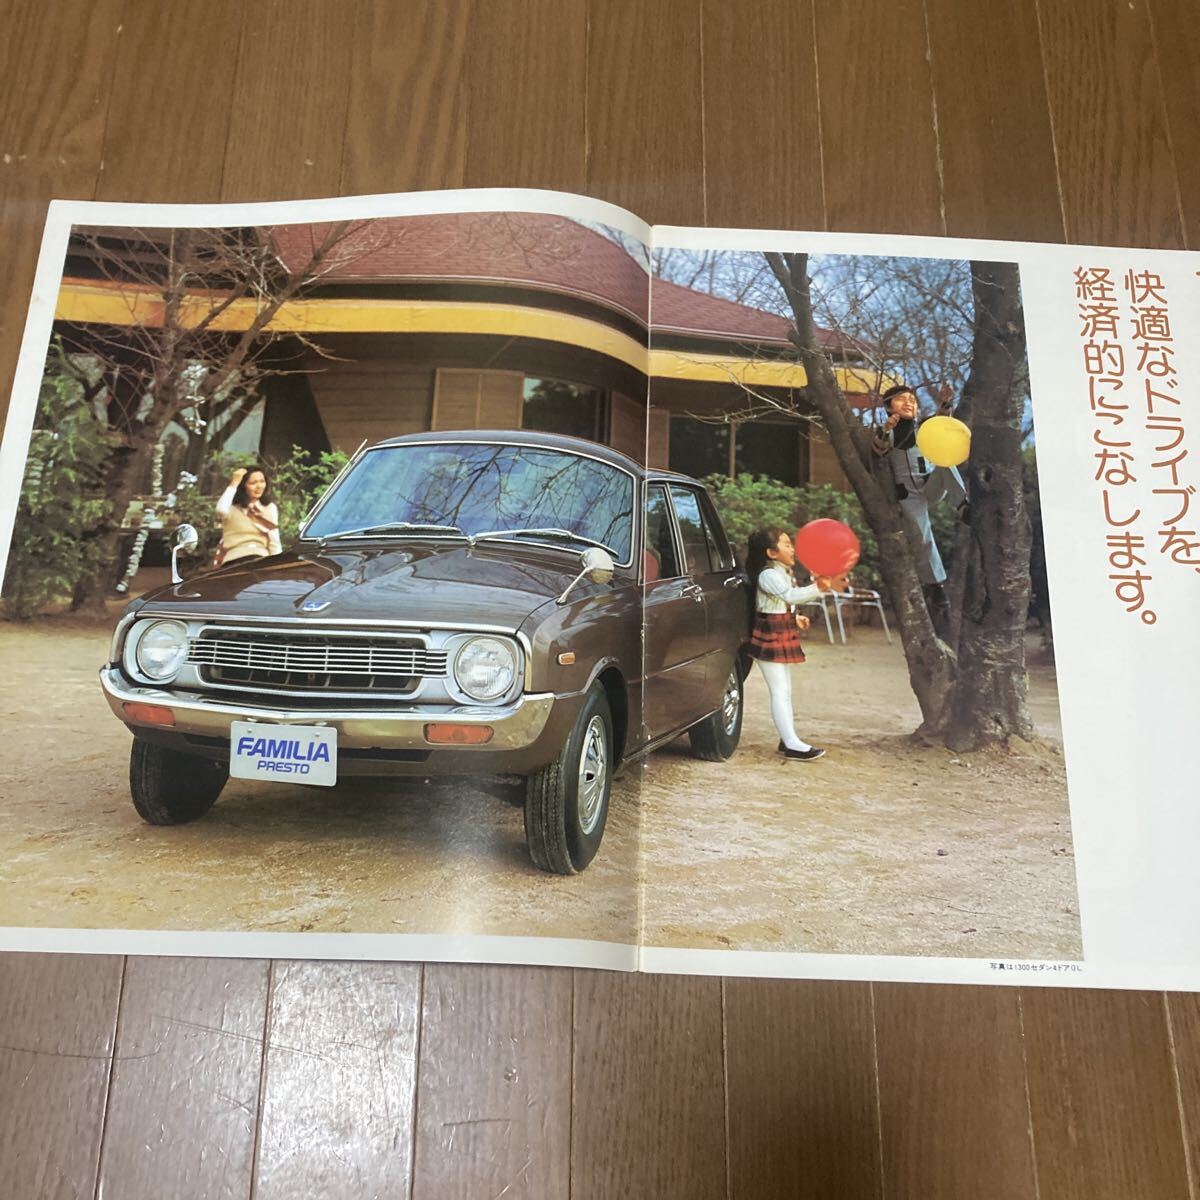 快適なドライブを、
経済的にこなします。
FAMILIA
PRESTO
写真は1300セダン4ドアGL